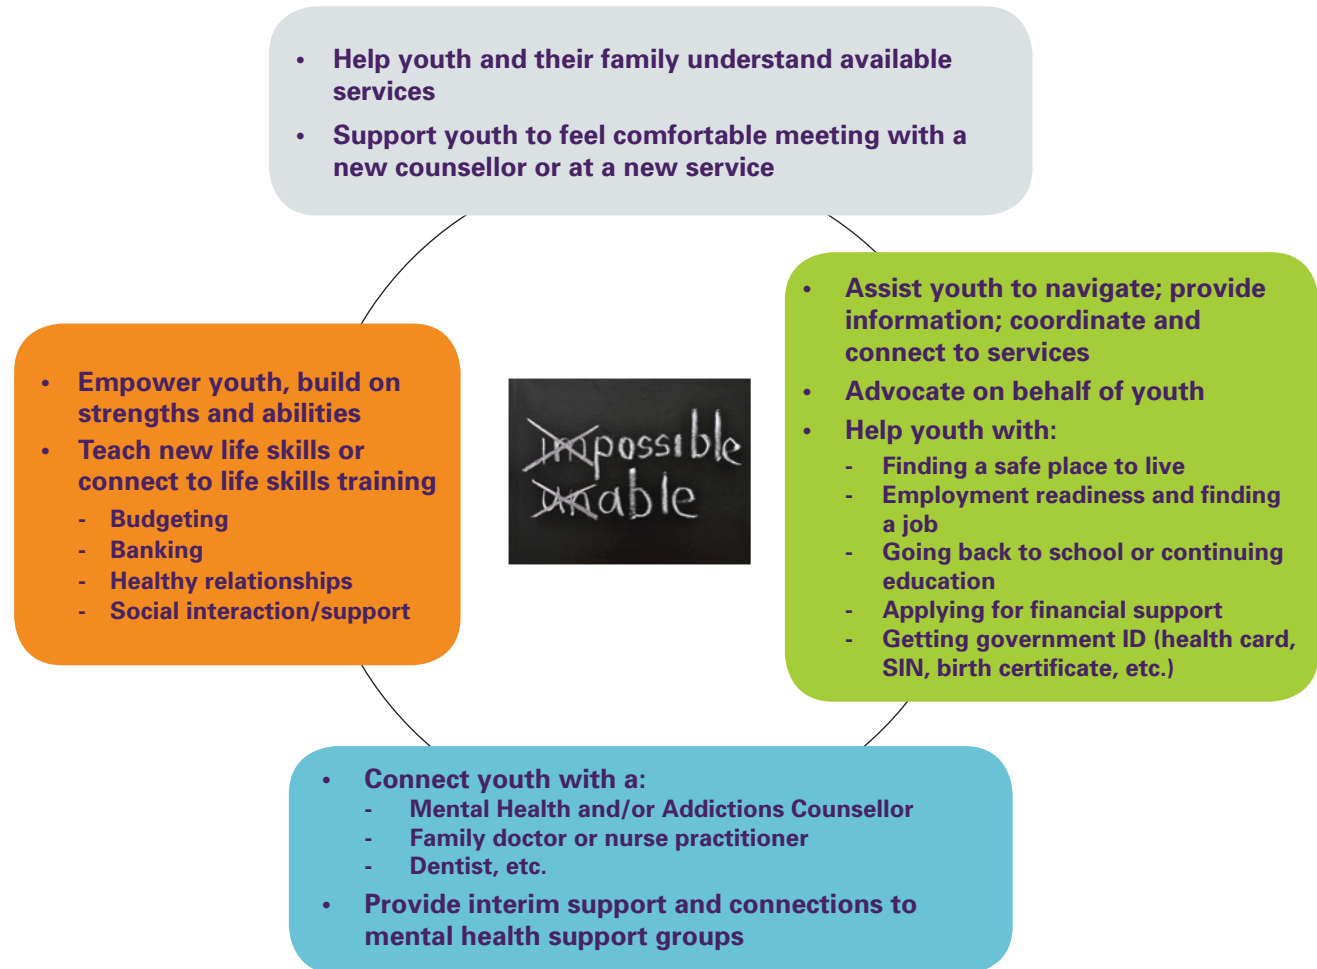 • Help youth and their family understand available
services
• Support youth to feel comfortable meeting with a
new counsellor or at a new service
• Assist youth to navigate; provide
information; coordinate and
connect to services
• Advocate on behalf of youth
• Help youth with:
- Finding a safe place to live
- Employment readiness and finding
a job
- Going back to school or continuing
education
- Applying for financial support
- Getting government ID (health card,
SIN, birth certificate, etc.)
• Empower youth, build on
strengths and abilities
• Teach new life skills or
connect to life skills training
- Budgeting
- Banking
- Healthy relationships
- Social interaction/support
impossible
unable
• Connect youth with a:
- Mental Health and/or Addictions Counsellor
- Family doctor or nurse practitioner
- Dentist, etc.
• Provide interim support and connections to
mental health support groups